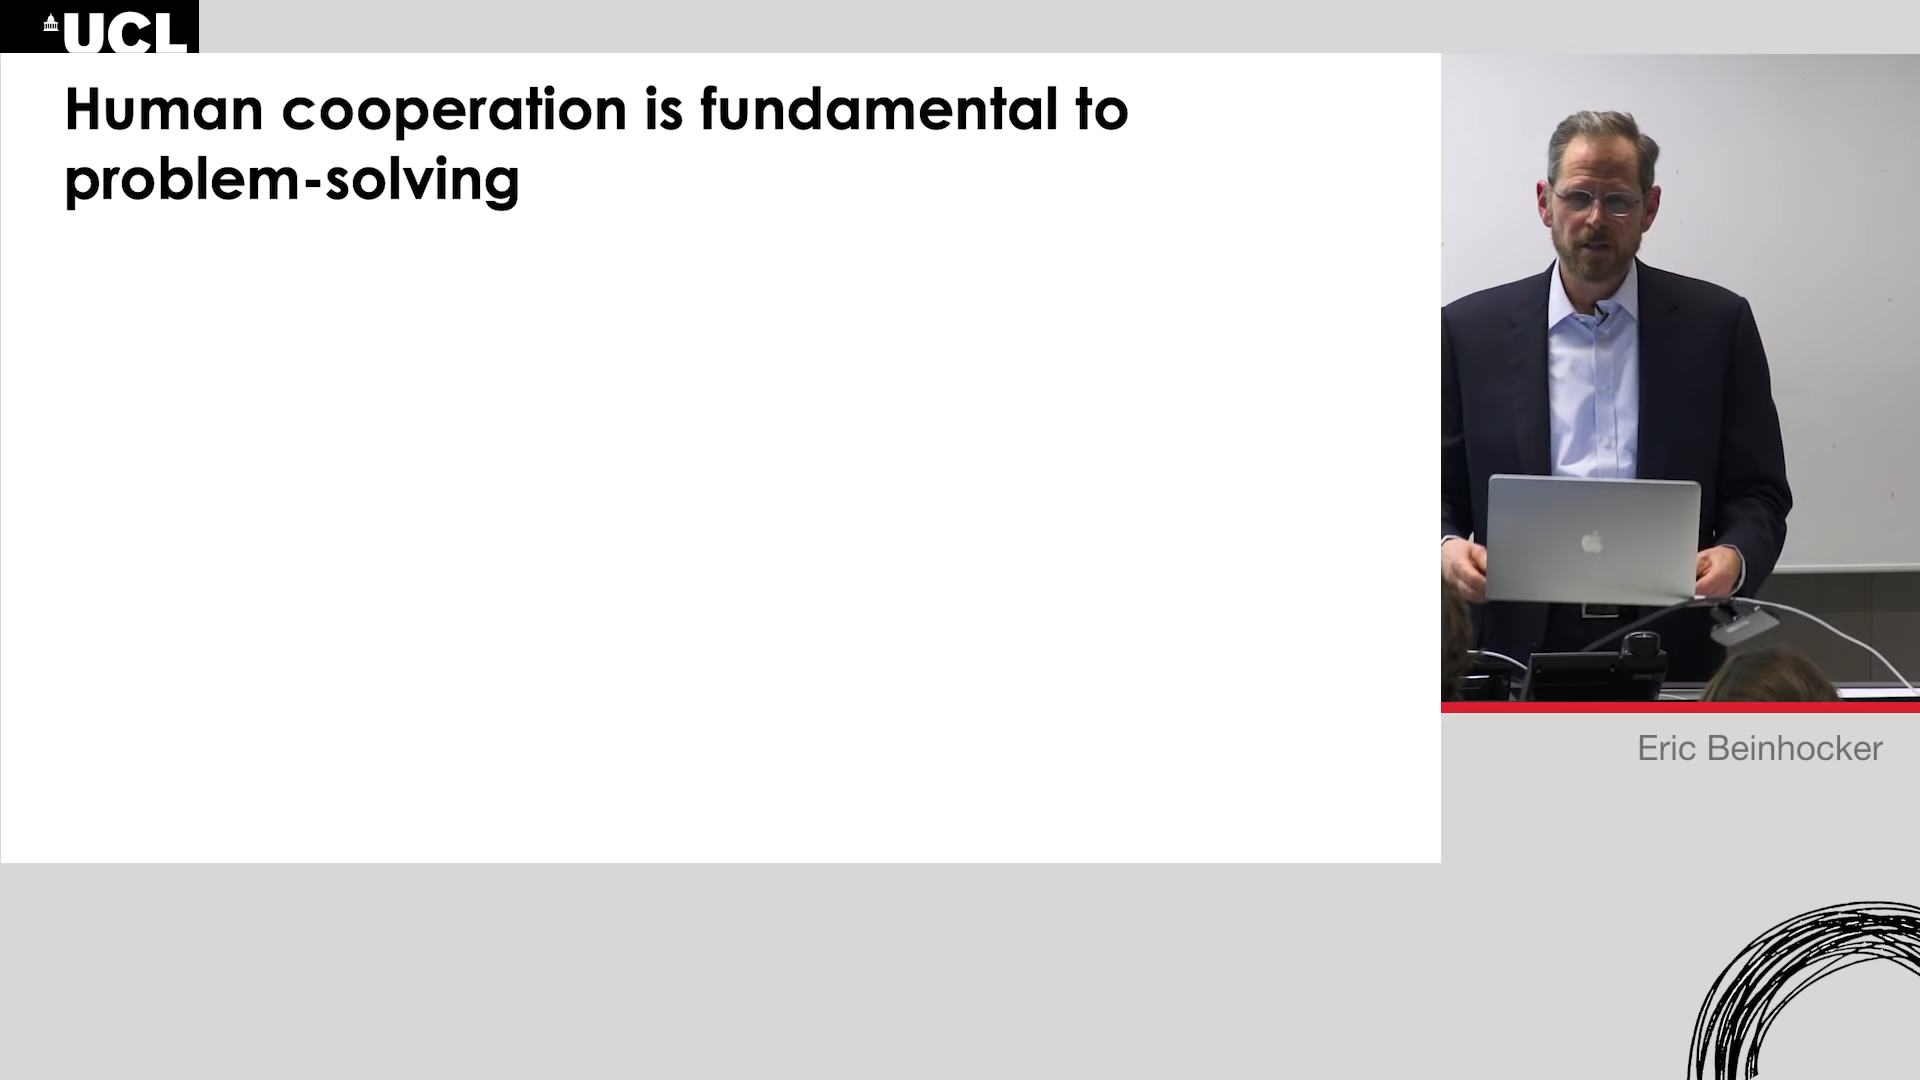 UCL
Human cooperation is fundamental to
problem-solving
Eric Beinhocker